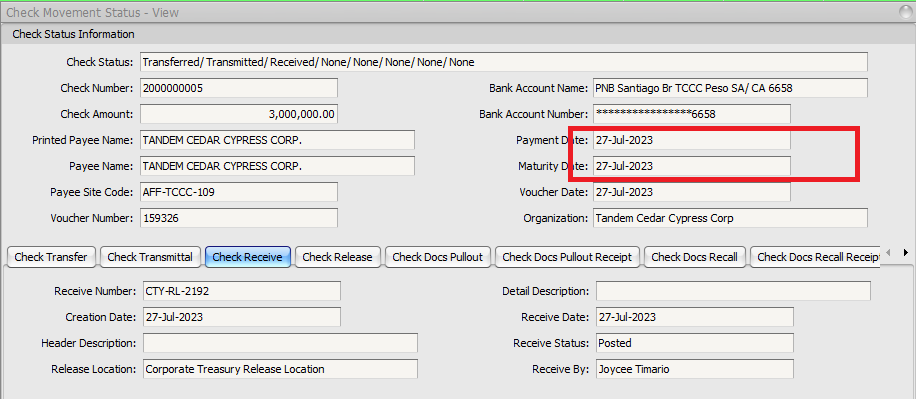 Check Movement Status - View
Check Status Information
Check Status: Transferred/ Transmitted/ Received/ None/ None/ None/ None/ None
Check Number: 2000000005 Bank Account Name: PNB Santiago Br TCCC Peso SA/ CA 6658
Check Amount: 3,000,000.00 Bank Account Number: ****************6658
Printed Payee Name: TANDEM CEDAR CYPRESS CORP. Payment Date: 27-Jul-2023
Payee Name: TANDEM CEDAR CYPRESS CORP. Maturity Date: 27-Jul-2023
Payee Site Code: AFF-TCCC-109 Voucher Date: 27-Jul-2023
Voucher Number: 159326 Organization: Tandem Cedar Cypress Corp
Check Transfer Check Transmittal Check Receive Check Release Check Docs Pullout Check Docs Pullout Receipt Check Docs Recall Check Docs Recall Receip
Receive Number: CTY-RL-2192 Detail Description:
Creation Date: 27-Jul-2023 Receive Date: 27-Jul-2023
Header Description: Receive Status: Posted
Release Location: Corporate Treasury Release Location Receive By: Joycee Timario